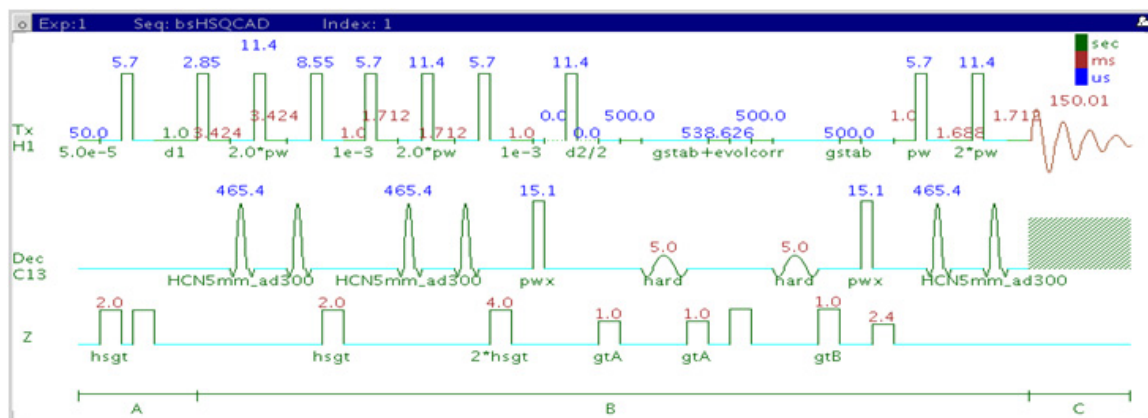 Exp:1 Seq: bsHSQCAD Index: 1
sec
ms
us
11.4
5.7 2.85 8.55 5.7 11.4 5.7 11.4 5.7 11.4
Tx
H1
50.0 1.0 3.424 3.424 1.0 1.712 1.712 1.0 0.0 0.0 500.0 538.626 500.0 500.0 1.0 1.688 1.712 150.01
5.0e-5 d1 2.0*pw 1e-3 2.0*pw 1e-3 d2/2 gstab+evolcorr gstab pw 2*pw
465.4 465.4 15.1 5.0 5.0 15.1 465.4
Dec
C13
HCN5mm_ad300 HCN5mm_ad300 pwx hard hard pwx HCN5mm_ad300
2.0 2.0 4.0 1.0 1.0 1.0 2.4
Z
hsgt hsgt 2*hsgt gtA gtA gtB
A B C